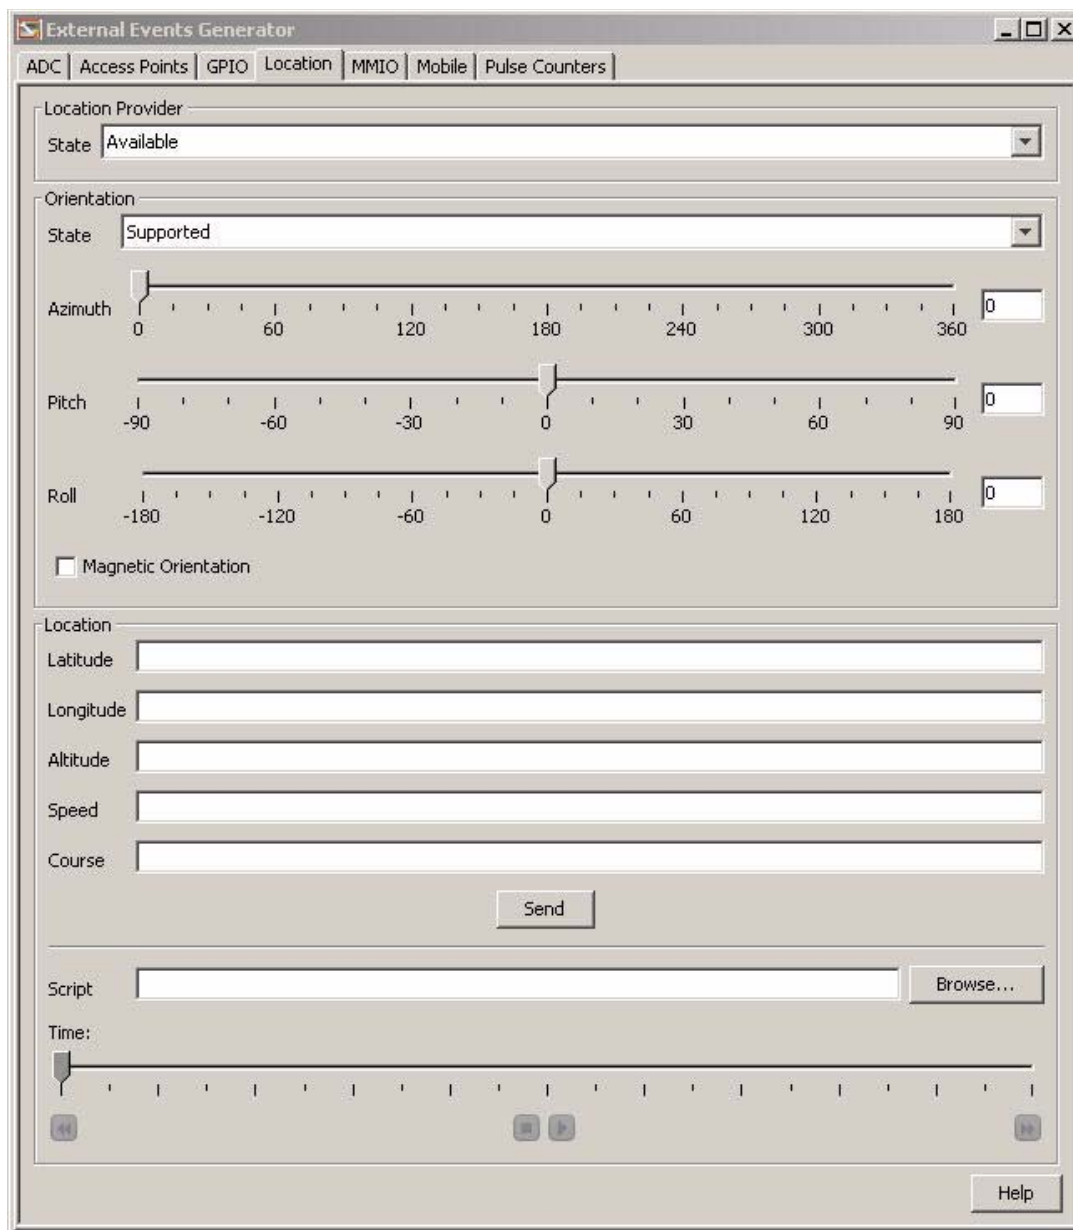 External Events Generator
ADC Access Points GPIO Location MMIO Mobile Pulse Counters
Location Provider
State Available
Orientation
State Supported
Azimuth 0
0 60 120 180 240 300 360
Pitch 0
-90 -60 -30 0 30 60 90
Roll 0
-180 -120 -60 0 60 120 180
Magnetic Orientation
Location
Latitude
Longitude
Altitude
Speed
Course
Send
Script Browse...
Time:
Help